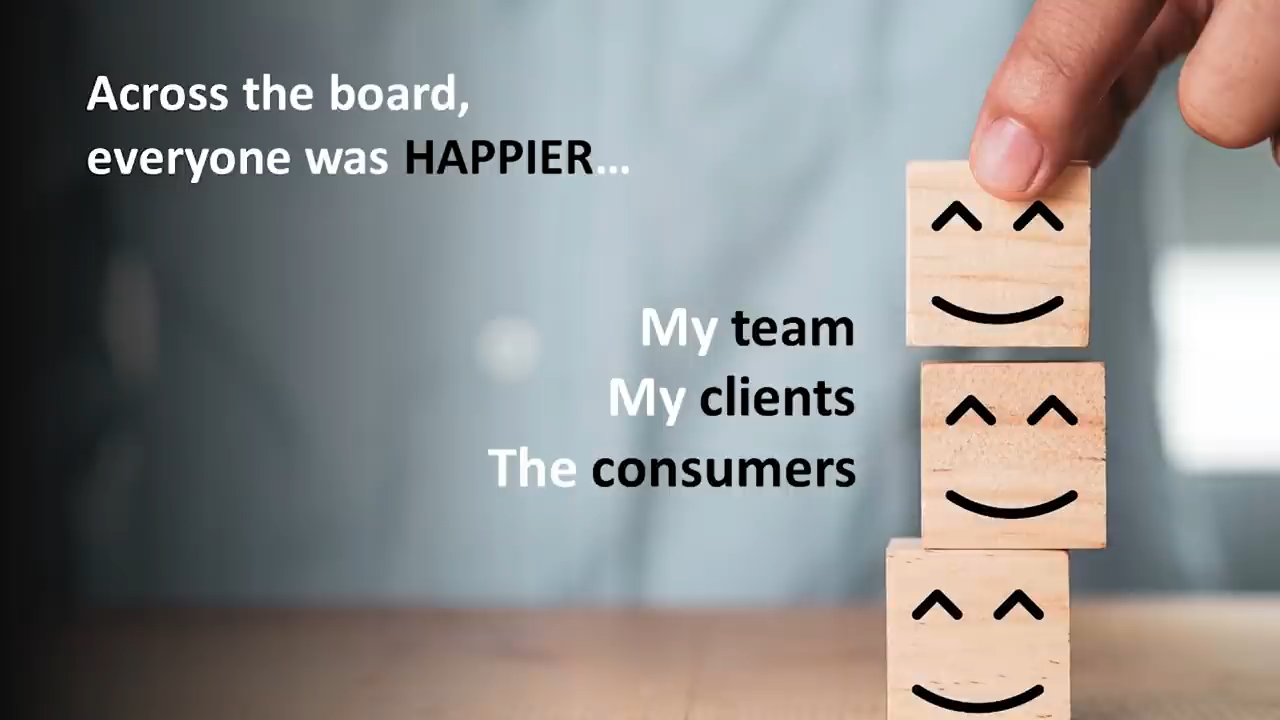 Across the board,
everyone was HAPPIER...
My team
My clients
The consumers